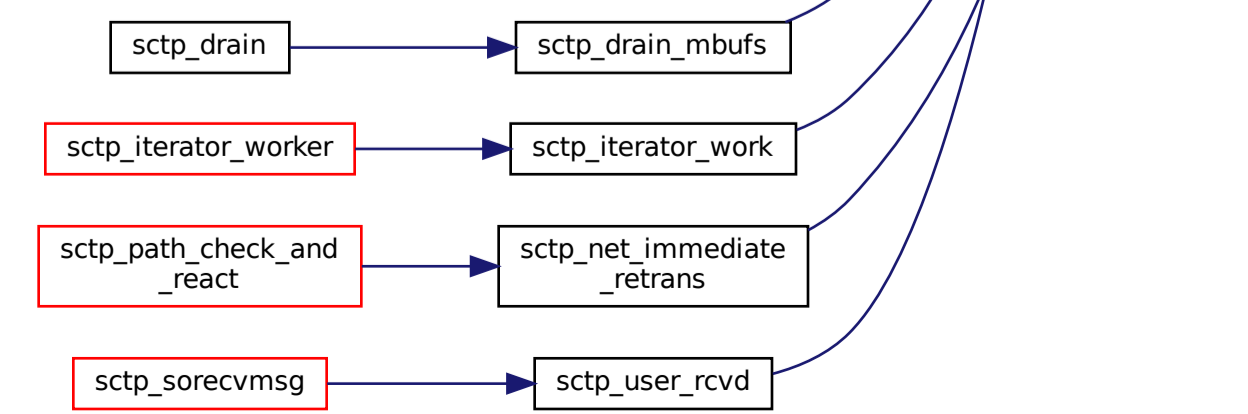 sctp_drain
sctp_drain_mbufs
sctp_iterator_worker
sctp_iterator_work
sctp_path_check_and
_react
sctp_net_immediate
_retrans
sctp_sorecvmsg
sctp_user_rcvd